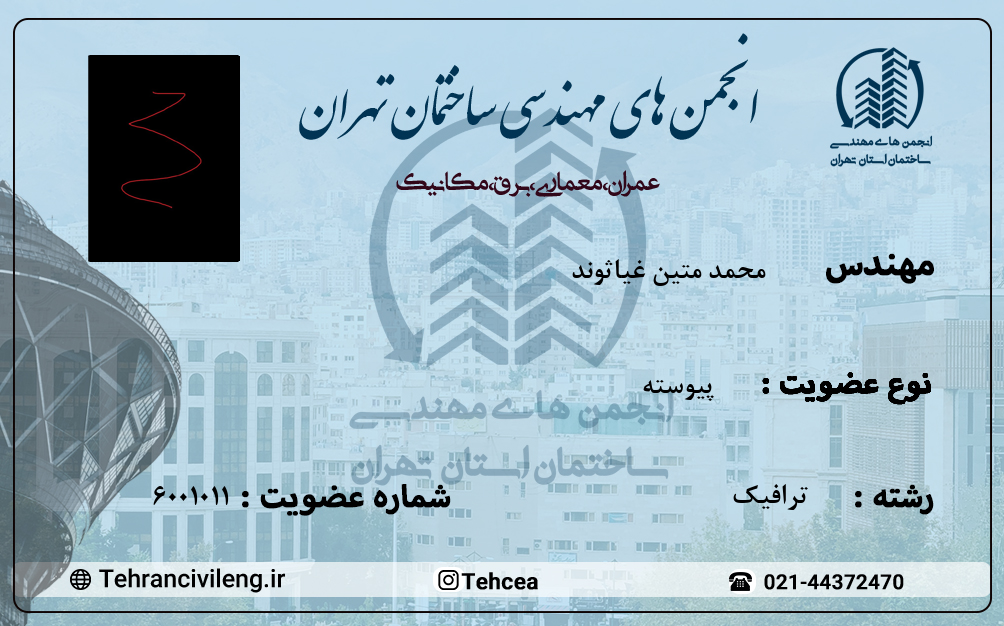 انجمن های مهندسی ساختمان تهران
انجمن های مهندسی
ساختمان استان تهران
عمران،معماری،برق،مکانیک
مهندس محمد متین غیاثوند
نوع عضویت : پیوسته
انجمن های مهندسی
ساختمان استان تهران
رشته : ترافیک شماره عضویت : ۶۰۰۱۰۱۱
Tehrancivileng.ir Tehcea 021-44372470